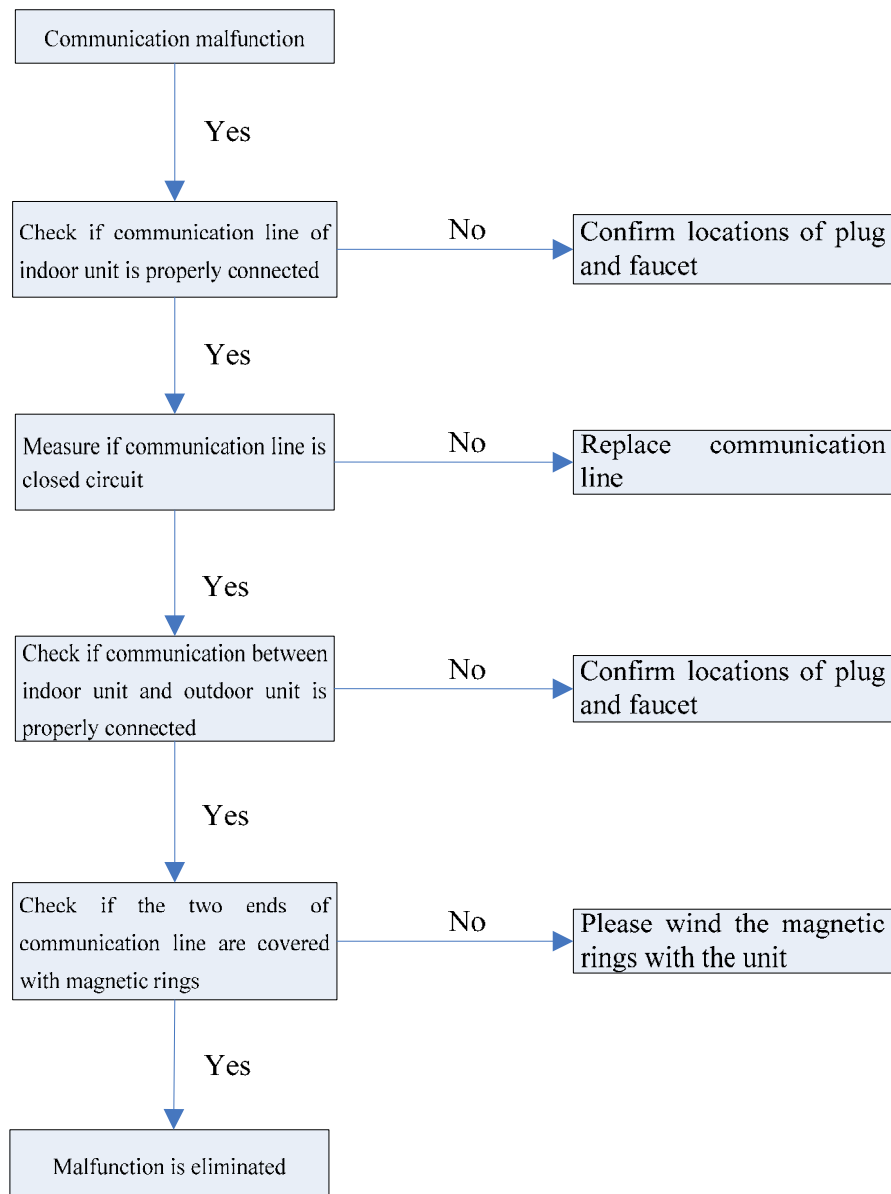 Communication malfunction
Yes
Check if communication line of
indoor unit is properly connected
No
Confirm locations of plug
and faucet
Yes
Measure if communication line is
closed circuit
No
Replace communication
line
Yes
Check if communication between
indoor unit and outdoor unit is
properly connected
No
Confirm locations of plug
and faucet
Yes
Check if the two ends of
communication line are covered
with magnetic rings
No
Please wind the magnetic
rings with the unit
Yes
Malfunction is eliminated